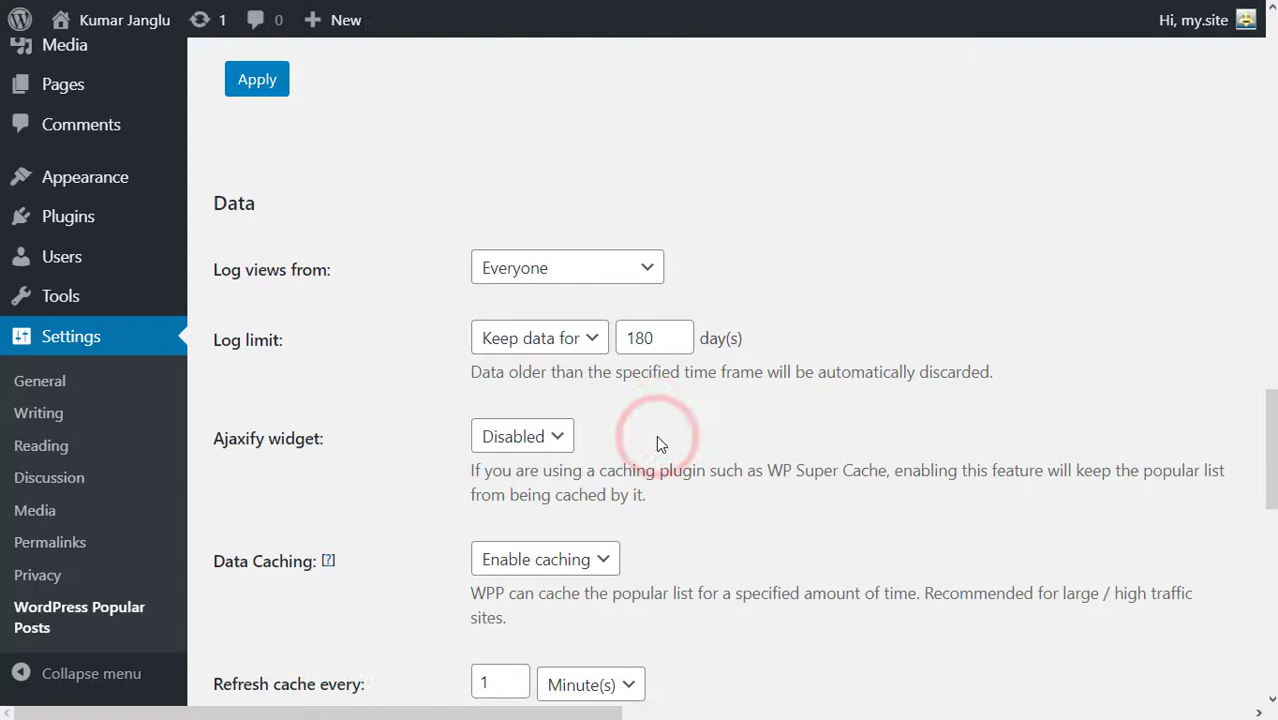 Kumar Janglu 1 0 New Hi, my.site
Media
Pages
Comments
Appearance
Plugins
Users
Tools
Settings
General
Writing
Reading
Discussion
Media
Permalinks
Privacy
WordPress Popular
Posts
Collapse menu
Apply
Data
Log views from: Everyone
Log limit: Keep data for 180 day(s)
Data older than the specified time frame will be automatically discarded.
Ajaxify widget: Disabled
If you are using a caching plugin such as WP Super Cache, enabling this feature will keep the popular list
from being cached by it.
Data Caching: [?] Enable caching
WPP can cache the popular list for a specified amount of time. Recommended for large / high traffic
sites.
Refresh cache every: 1 Minute(s)